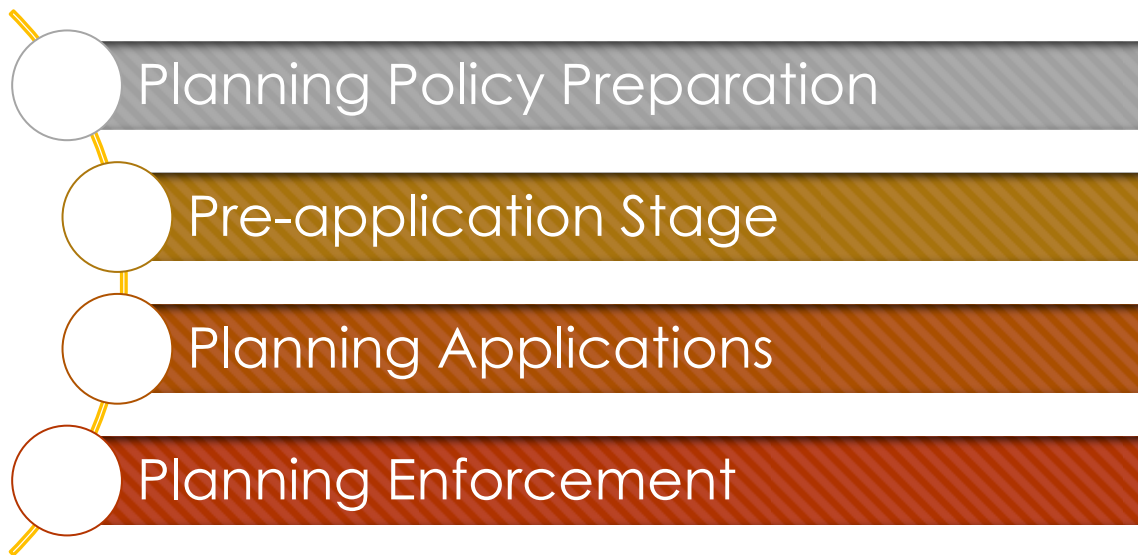 Planning Policy Preparation
Pre-application Stage
Planning Applications
Planning Enforcement